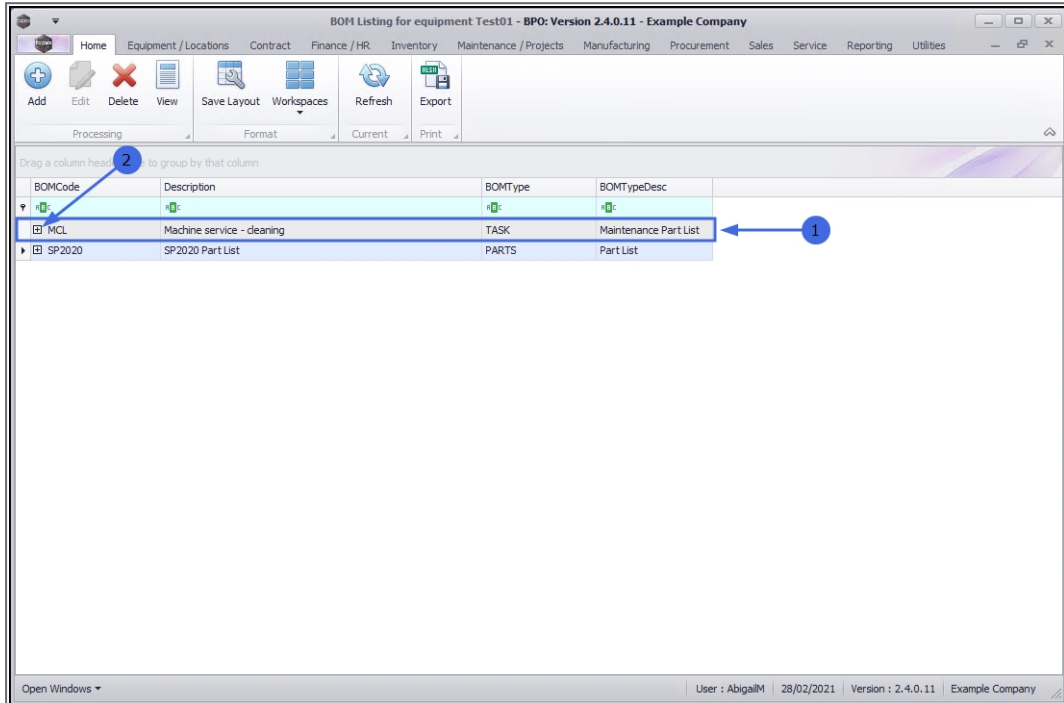 BOM Listing for equipment Test01 - BPO: Version 2.4.0.11 - Example Company
Home Equipment / Locations Contract Finance / HR Inventory Maintenance / Projects Manufacturing Procurement Sales Service Reporting Utilities
Add Edit Delete View Save Layout Workspaces Refresh Export
Processing Format Current Print
Drag a column head 2 e to group by that column
BOMCode Description BOMType BOMTypeDesc
MCL Machine service - cleaning TASK Maintenance Part List 1
SP2020 SP2020 Part List PARTS Part List
Open Windows User : AbigailM 28/02/2021 Version : 2.4.0.11 Example Company